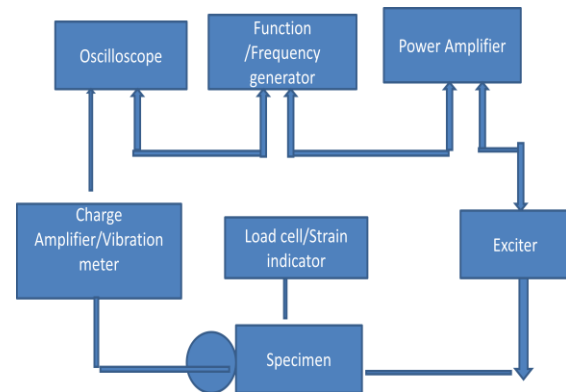 Oscilloscope
Function
/Frequency
generator
Power Amplifier
Charge
Amplifier/Vibration
meter
Load cell/Strain
indicator
Exciter
Specimen